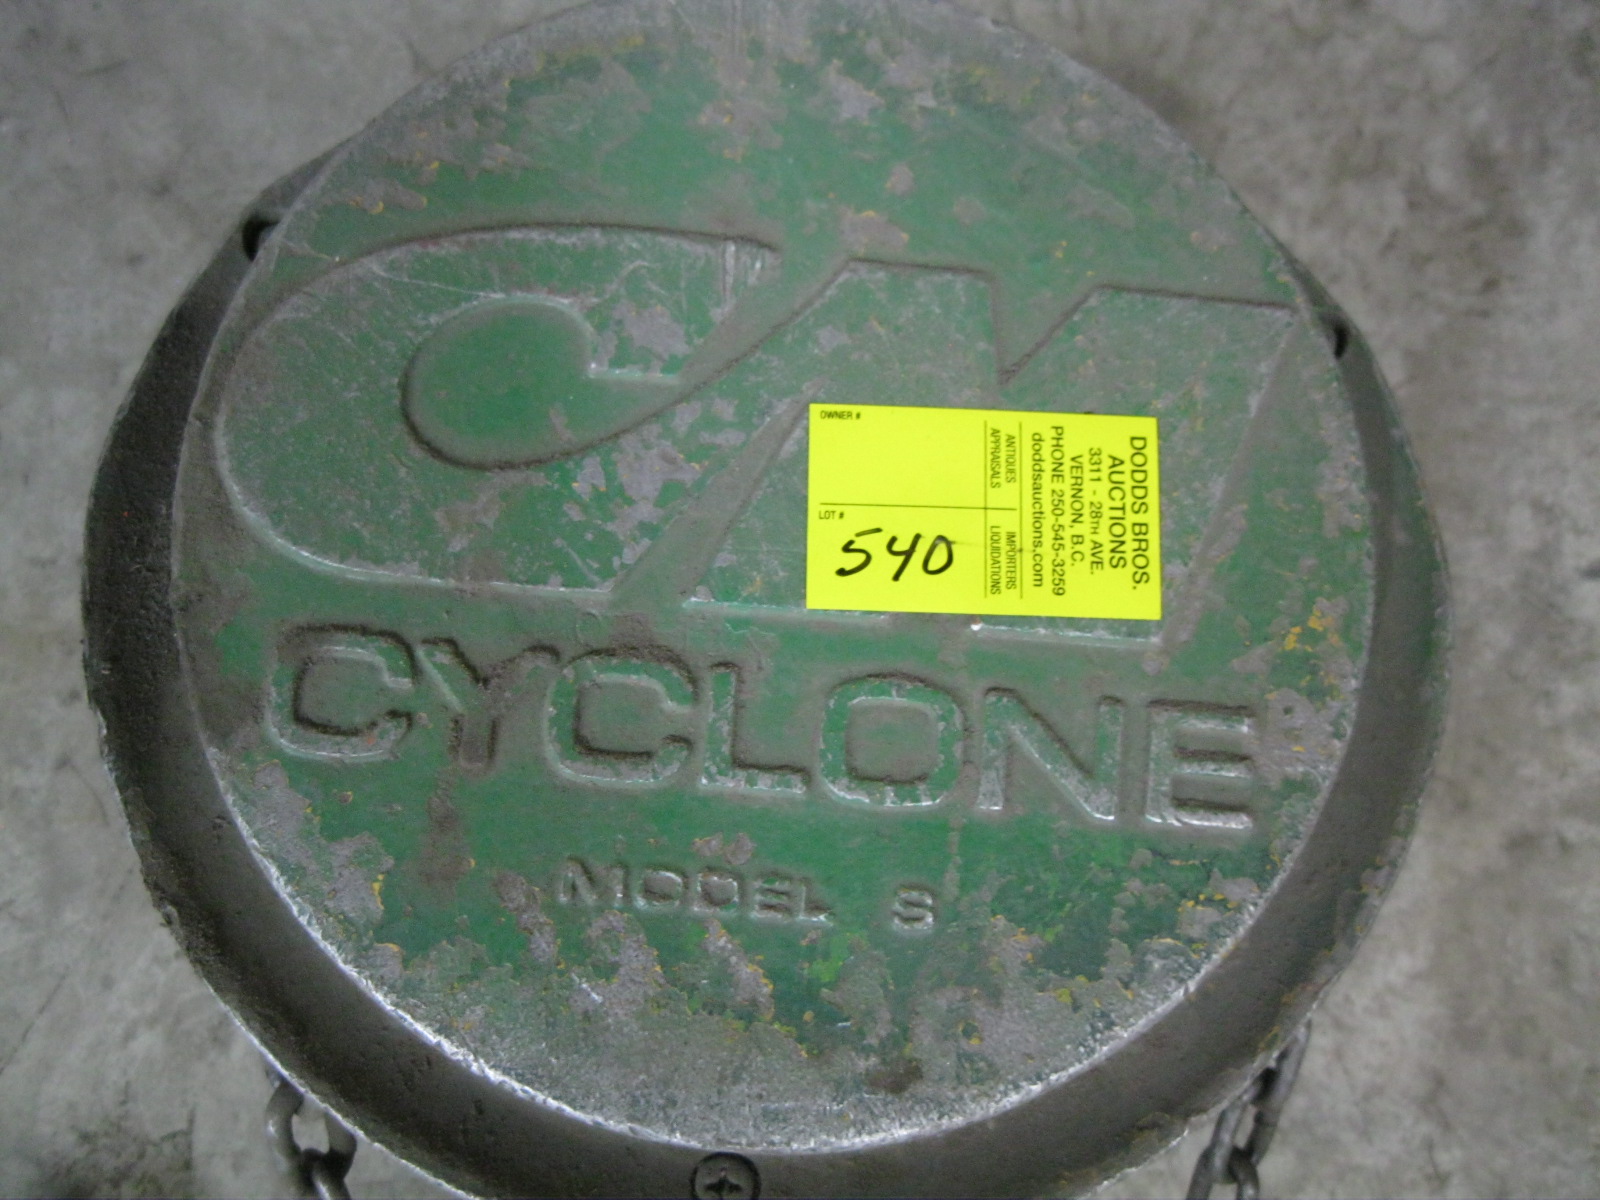 CM
CYCLONE
MODEL S
OWNER #
LOT #
540
DODDS BROS.
AUCTIONS
3311 - 28TH AVE.
VERNON, B.C.
PHONE 250-545-3259
doddsauctions.com
ANTIQUES IMPORTERS
APPRAISALS LIQUIDATIONS